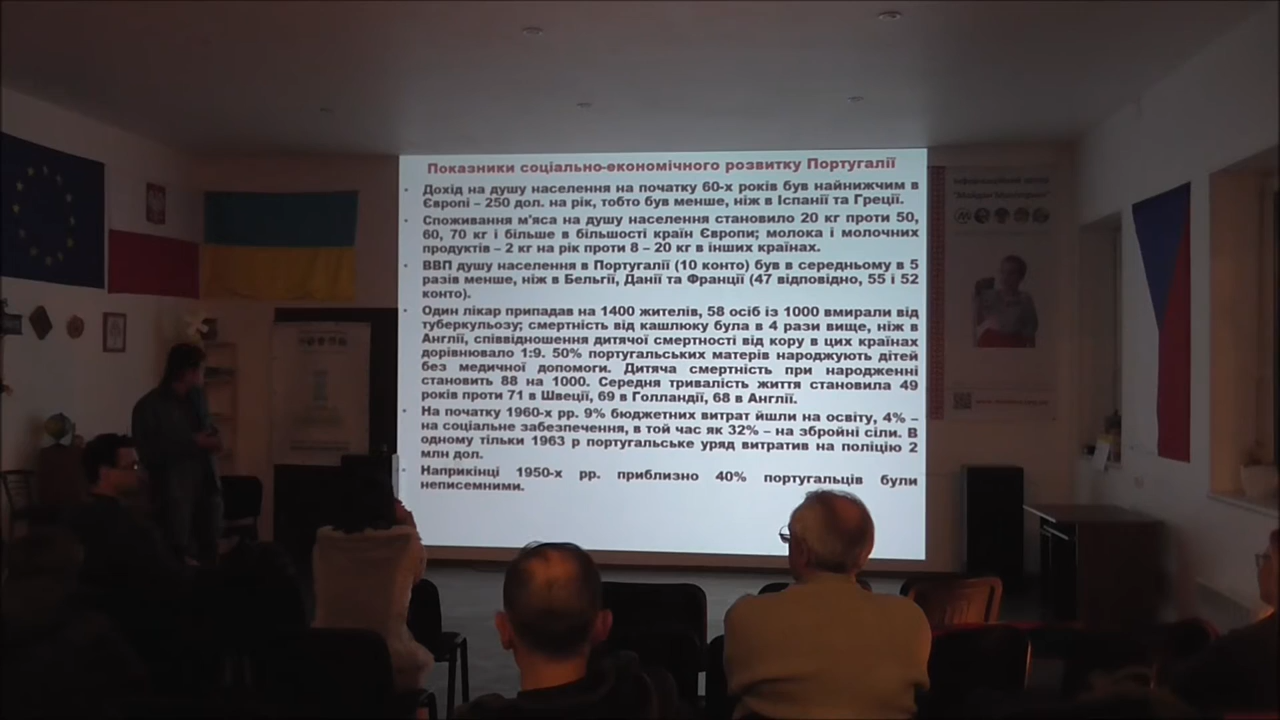 Показники соціально-економічного розвитку Португалії
• Дохід на душу населення на початку 60-х років був найнижчим в
Європі – 250 дол. на рік, тобто був менше, ніж в Іспанії та Греції.
• Споживання м'яса на душу населення становило 20 кг проти 50,
60, 70 кг і більше в більшості країн Європи; молока і молочних
продуктів – 2 кг на рік проти 8 – 20 кг в інших країнах.
• ВВП душу населення в Португалії (10 конто) був в середньому в 5
разів менше, ніж в Бельгії, Данії та Франції (47 відповідно, 55 і 52
конто).
• Один лікар припадав на 1400 жителів, 58 осіб із 1000 вмирали від
туберкульозу; смертність від кашлюку була в 4 рази вище, ніж в
Англії, співвідношення дитячої смертності від кору в цих країнах
дорівнювало 1:9. 50% португальських матерів народжують дітей
без медичної допомоги. Дитяча смертність при народженні
становить 88 на 1000. Середня тривалість життя становила 49
років проти 71 в Швеції, 69 в Голландії, 68 в Англії.
• На початку 1960-х рр. 9% бюджетних витрат йшли на освіту, 4% –
на соціальне забезпечення, в той час як 32% – на збройні сіли. В
одному тільки 1963 р португальське уряд витратив на поліцію 2
млн дол.
• Наприкінці 1950-х рр. приблизно 40% португальців були
неписемними.